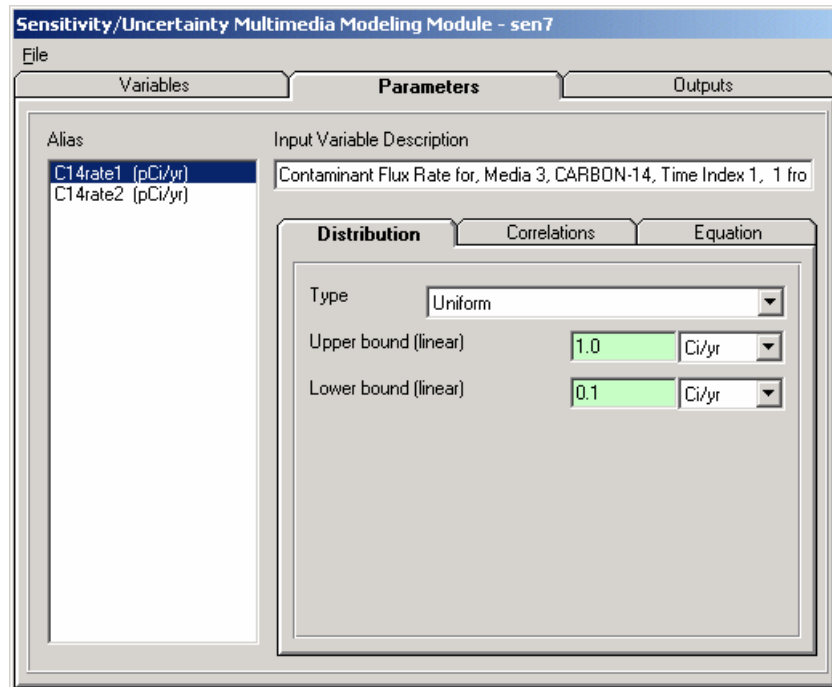 Sensitivity/Uncertainty Multimedia Modeling Module - sen7
File
Variables
Parameters
Outputs
Alias
C14rate1 (pCi/yr)
C14rate2 (pCi/yr)
Input Variable Description
Contaminant Flux Rate for, Media 3, CARBON-14, Time Index 1, 1 fro
Distribution
Correlations
Equation
Type
Uniform
Upper bound (linear)
1.0
Ci/yr
Lower bound (linear)
0.1
Ci/yr